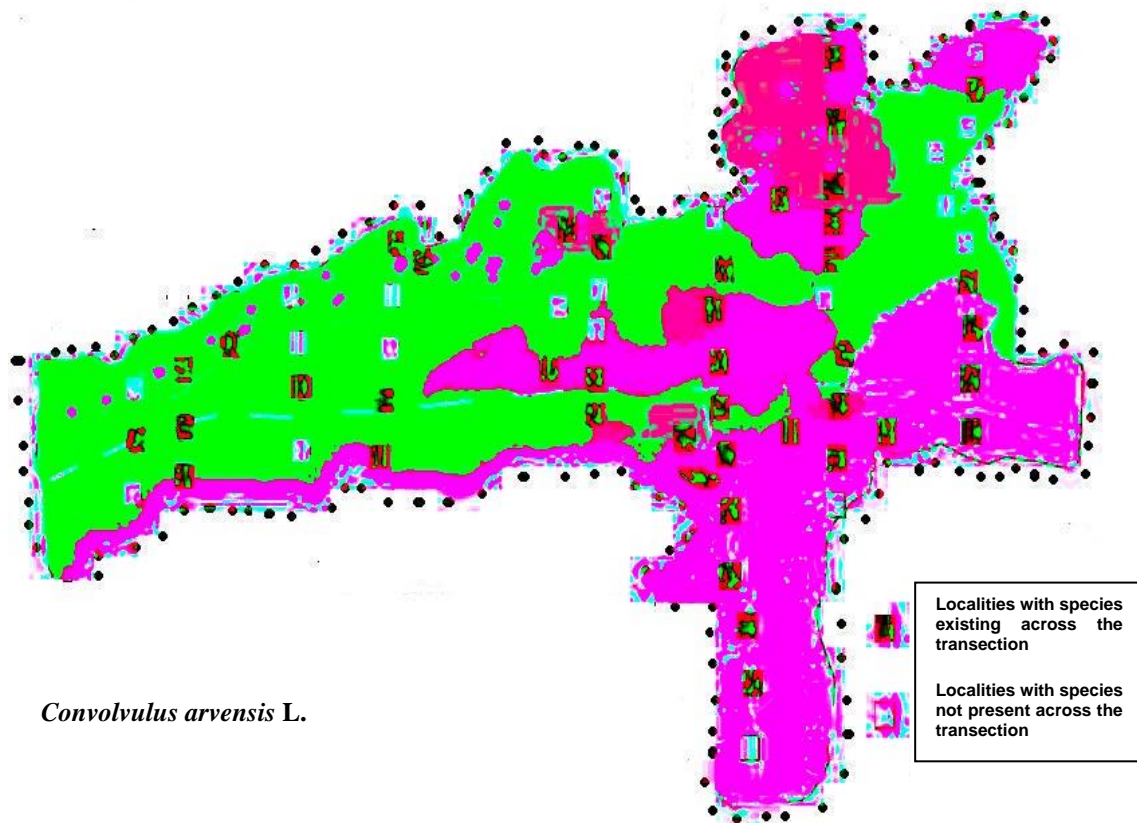 Localities with species
existing across the
transection
Localities with species
not present across the
transection
Convolvulus arvensis L.